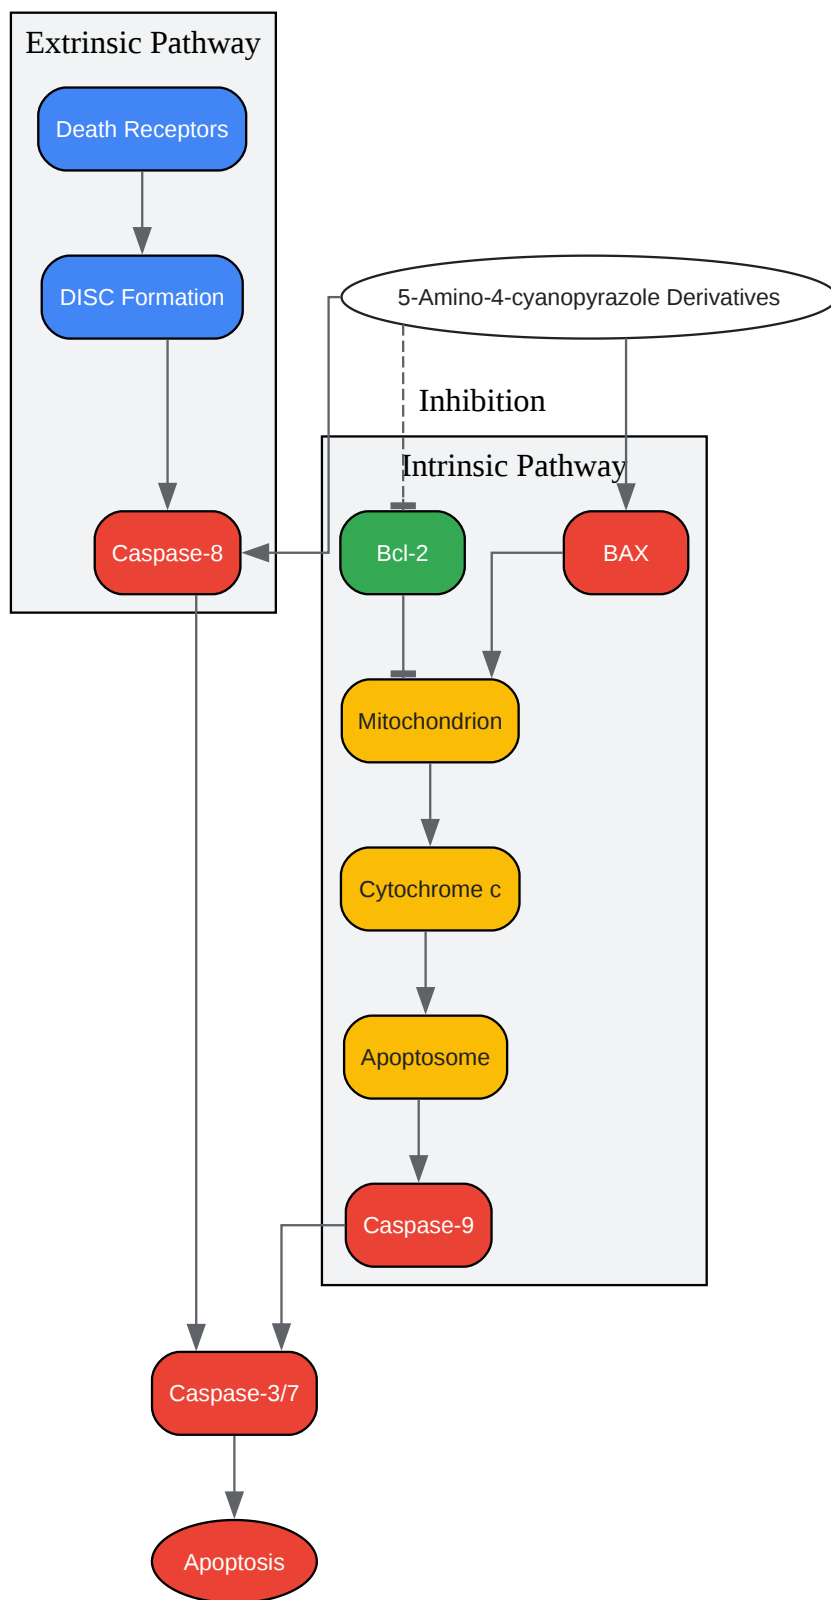 Extrinsic Pathway
Death Receptors
DISC Formation
5-Amino-4-cyanopyrazole Derivatives
Inhibition
Intrinsic Pathway
Caspase-8
Bcl-2
BAX
Mitochondrion
Cytochrome c
Apoptosome
Caspase-9
Caspase-3/7
Apoptosis